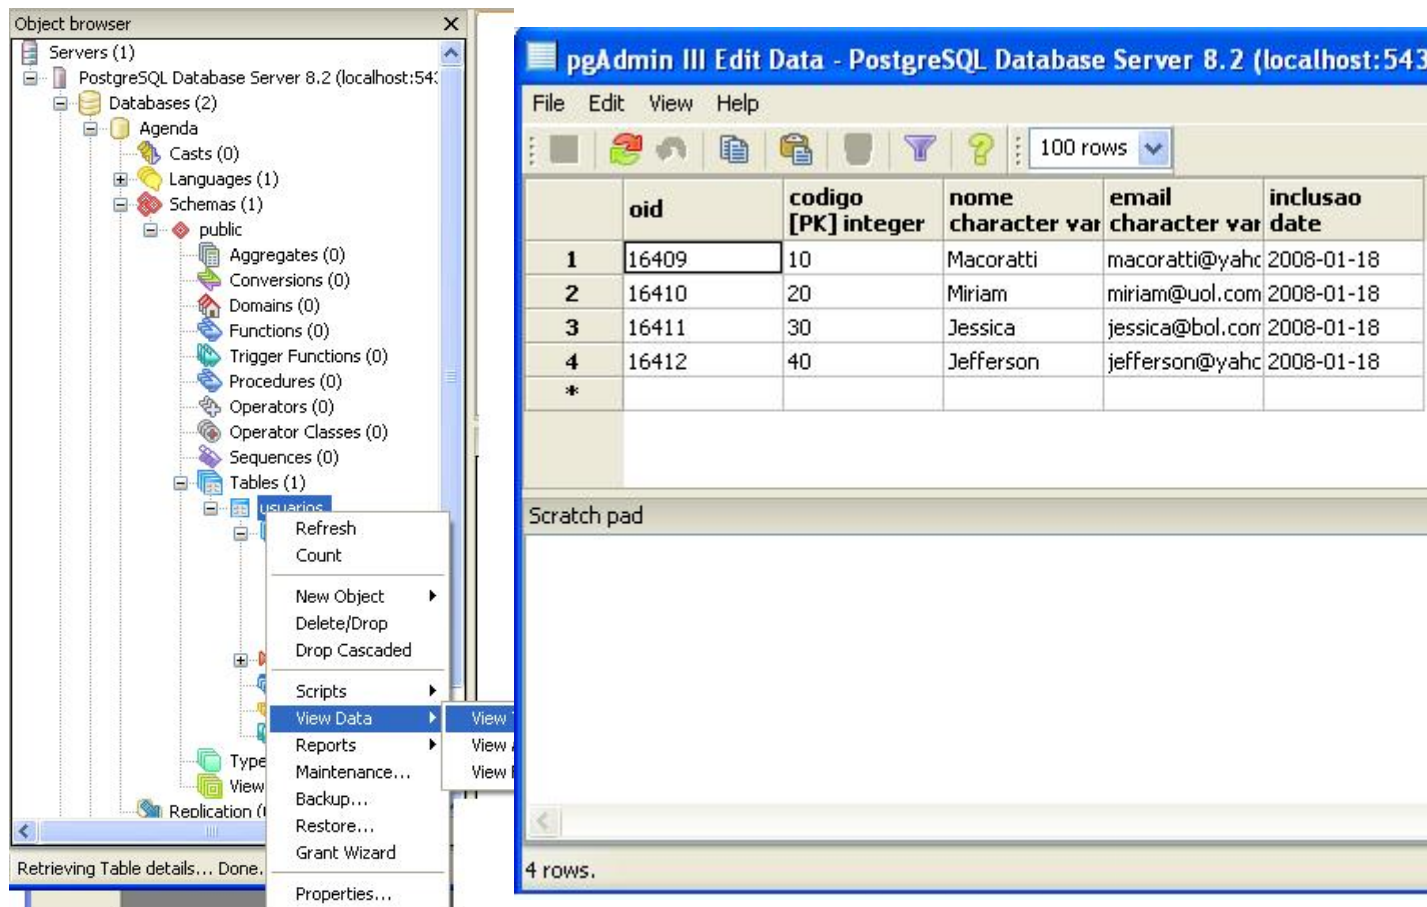 Object browser
Servers (1)
PostgreSQL Database Server 8.2 (localhost:54
Databases (2)
Agenda
Casts (0)
Languages (1)
Schemas (1)
public
Aggregates (0)
Conversions (0)
Domains (0)
Functions (0)
Trigger Functions (0)
Procedures (0)
Operators (0)
Operator Classes (0)
Sequences (0)
Tables (1)
usuarios
Refresh
Count
New Object
Delete/Drop
Drop Cascaded
Scripts
View Data
Reports
Maintenance...
Backup...
Restore...
Grant Wizard
Properties...
View
View
View
Type
View
Replication (
Retrieving Table details... Done.
pgAdmin III Edit Data - PostgreSQL Database Server 8.2 (localhost:543
File Edit View Help
100 rows
oid codigo [PK] integer nome character var email character var inclusao date
1 16409 10 Macoratti macoratti@yahc 2008-01-18
2 16410 20 Miriam miriam@uol.com 2008-01-18
3 16411 30 Jessica jessica@bol.com 2008-01-18
4 16412 40 Jefferson jefferson@yahc 2008-01-18
*
Scratch pad
4 rows.